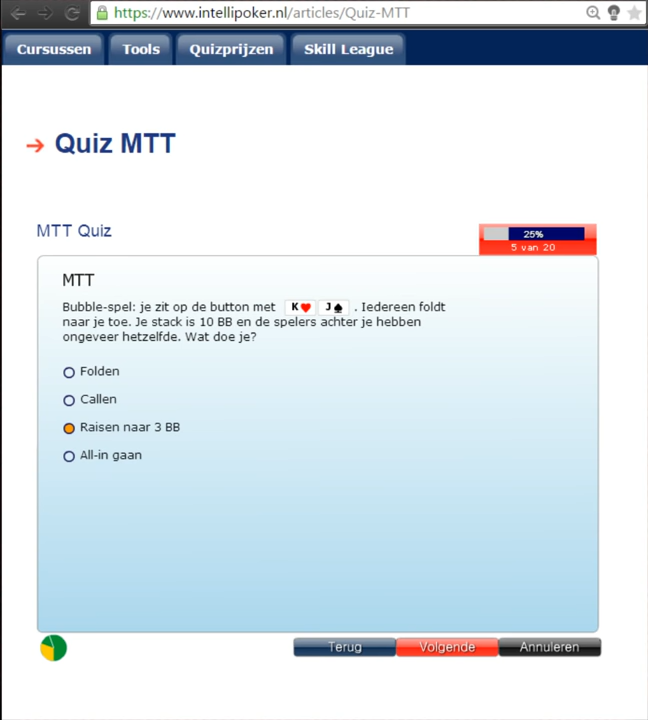 https://www.intellipoker.nl/articles/Quiz-MTT
Cursussen Tools Quizprijzen Skill League
Quiz MTT
MTT Quiz
25%
5 van 20
MTT
Bubble-spel: je zit op de button met K♥ J♠ . Iedereen foldt
naar je toe. Je stack is 10 BB en de spelers achter je hebben
ongeveer hetzelfde. Wat doe je?
Folden
Callen
Raisen naar 3 BB
All-in gaan
Terug Volgende Annuleren